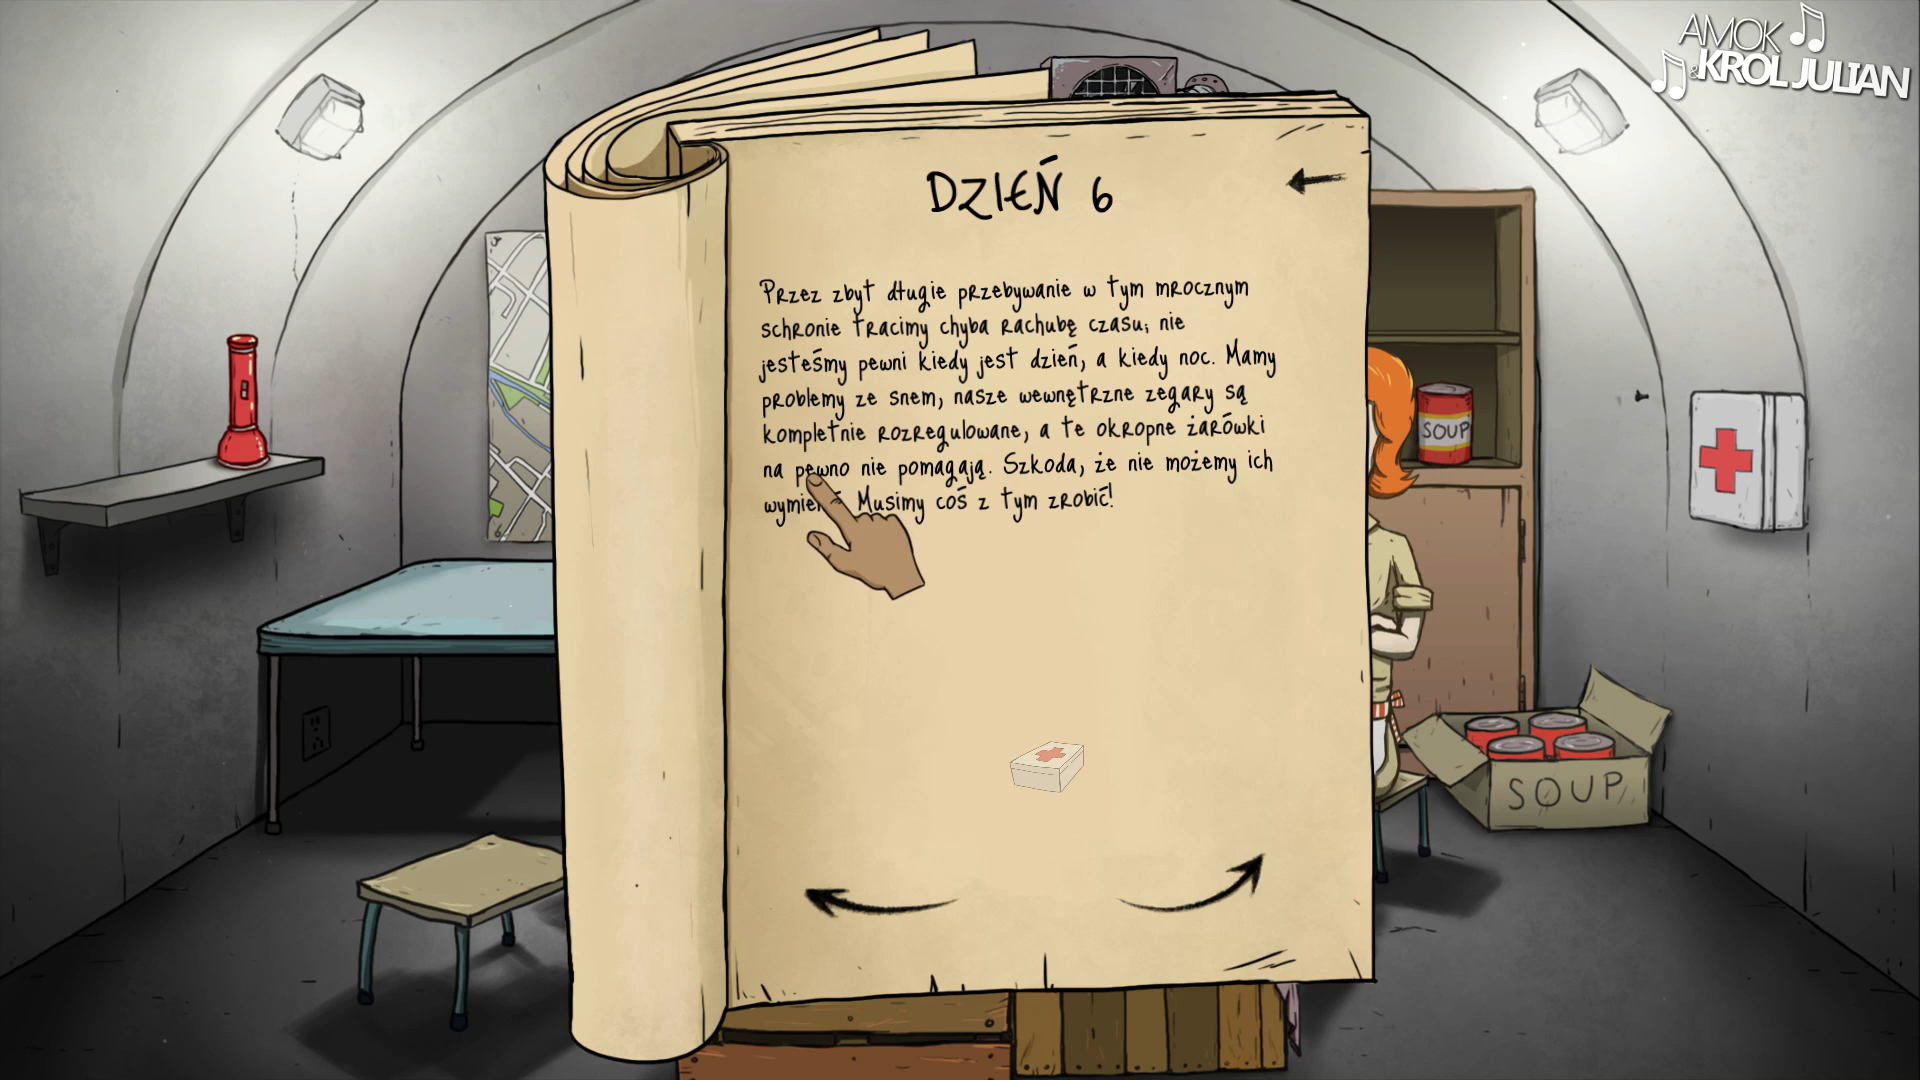 AMOK
& KROL JULIAN
DZIEŃ 6
Przez zbyt długie przebywanie w tym mrocznym
schronie tracimy chyba rachubę czasu; nie
jesteśmy pewni kiedy jest dzień, a kiedy noc. Mamy
problemy ze snem, nasze wewnętrzne zegary są
kompletnie rozregulowane, a te okropne żarówki
na pewno nie pomagają. Szkoda, że nie możemy ich
Musimy coś z tym zrobić!
SOUP
SOUP